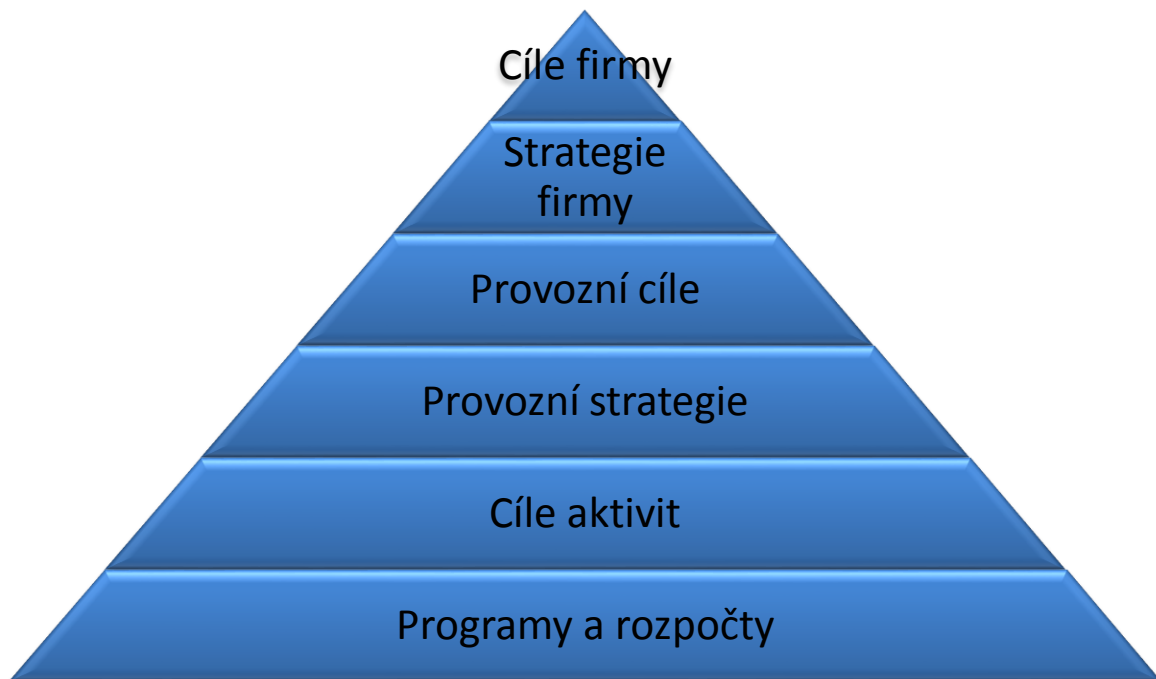 Cíle firmy
Strategie
firmy
Provozní cíle
Provozní strategie
Cíle aktivit
Programy a rozpočty